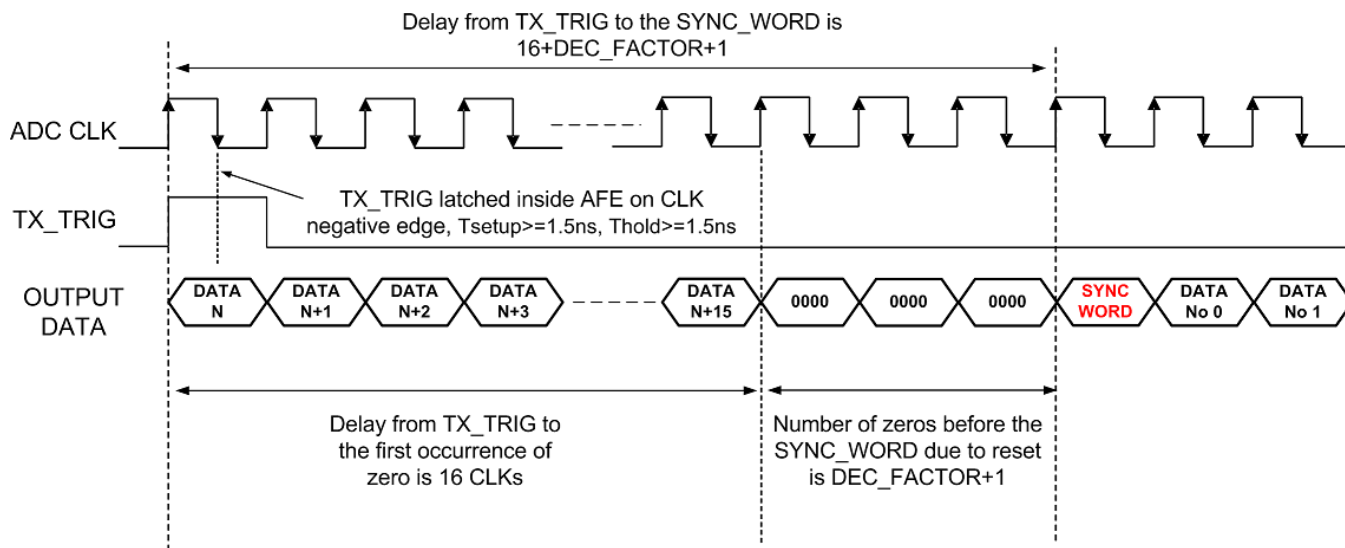 Delay from TX_TRIG to the SYNC_WORD is
16+DEC_FACTOR+1
ADC CLK
TX_TRIG latched inside AFE on CLK
negative edge, Tsetup>=1.5ns, Thold>=1.5ns
TX_TRIG
OUTPUT
DATA
DATA
N
DATA
N+1
DATA
N+2
DATA
N+3
DATA
N+15
0000
0000
0000
SYNC
WORD
DATA
No 0
DATA
No 1
Delay from TX_TRIG to
the first occurrence of
zero is 16 CLKs
Number of zeros before the
SYNC_WORD due to reset
is DEC_FACTOR+1